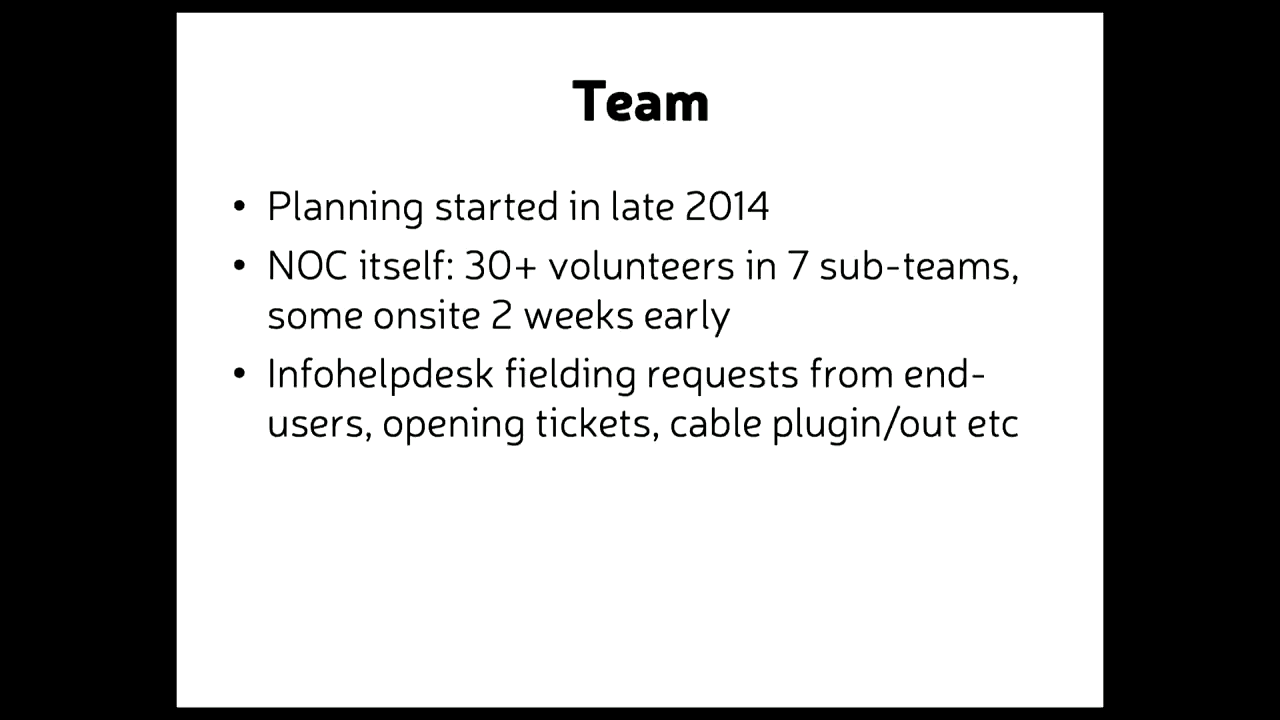 Team
• Planning started in late 2014
• NOC itself: 30+ volunteers in 7 sub-teams,
some onsite 2 weeks early
• Infohelpdesk fielding requests from end-
users, opening tickets, cable plugin/out etc